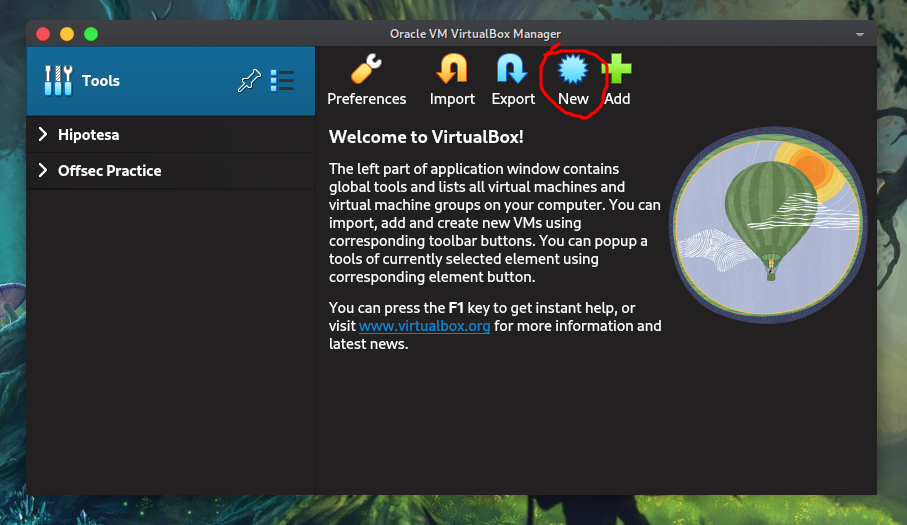 Oracle VM VirtualBox Manager
Tools
Preferences Import Export New Add
Hipotesa
Offsec Practice
Welcome to VirtualBox!
The left part of application window contains
global tools and lists all virtual machines and
virtual machine groups on your computer. You can
import, add and create new VMs using
corresponding toolbar buttons. You can popup a
tools of currently selected element using
corresponding element button.
You can press the F1 key to get instant help, or
visit www.virtualbox.org for more information and
latest news.